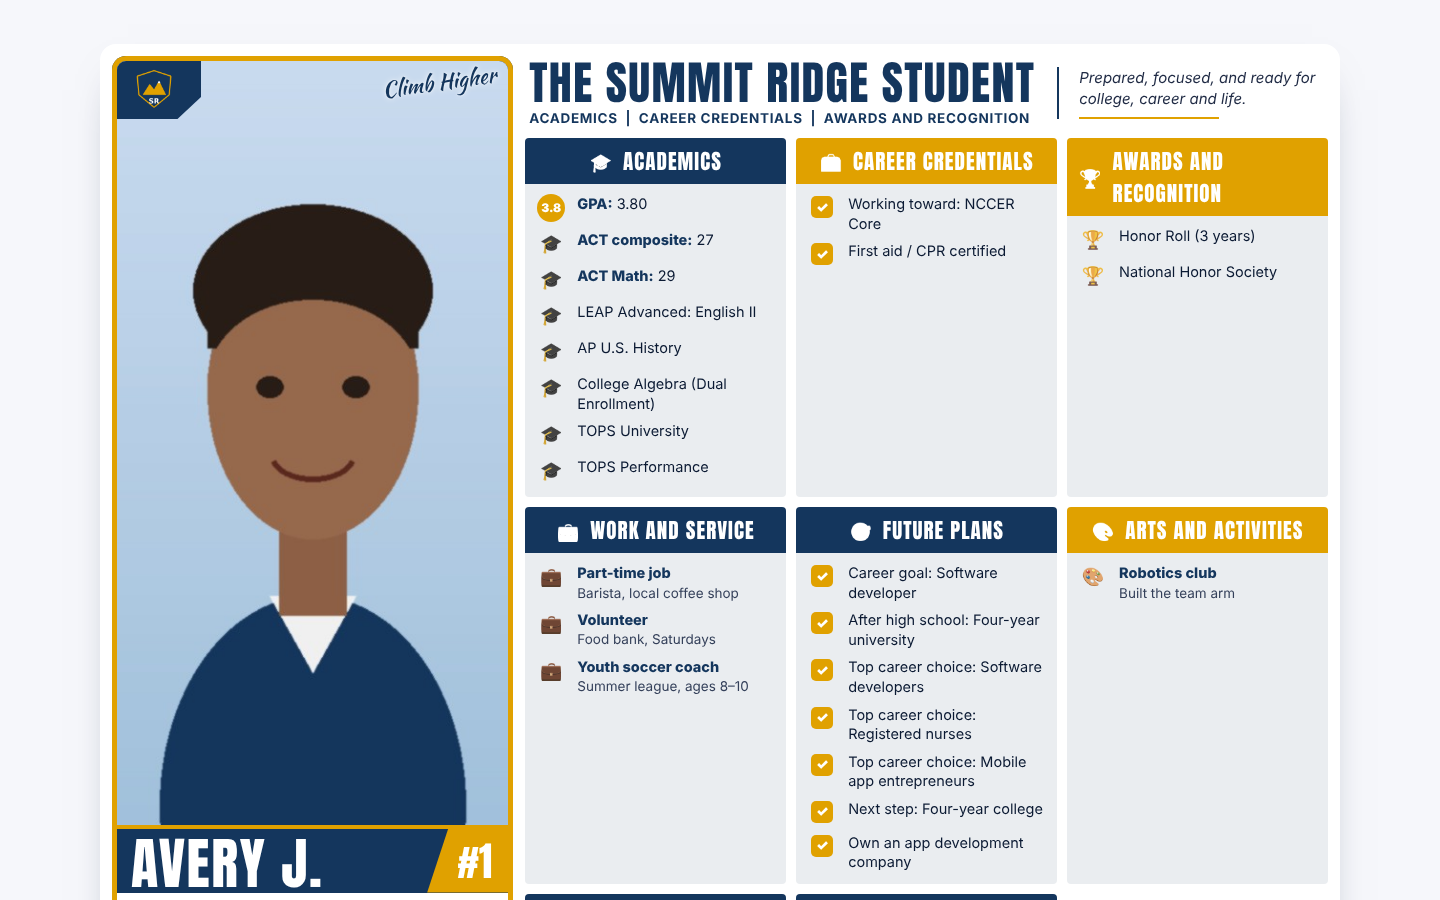 SR
Climb Higher
AVERY J.
#1
THE SUMMIT RIDGE STUDENT
ACADEMICS | CAREER CREDENTIALS | AWARDS AND RECOGNITION
Prepared, focused, and ready for
college, career and life.
ACADEMICS
3.8 GPA: 3.80
ACT composite: 27
ACT Math: 29
LEAP Advanced: English II
AP U.S. History
College Algebra (Dual
Enrollment)
TOPS University
TOPS Performance
CAREER CREDENTIALS
Working toward: NCCER
Core
First aid / CPR certified
AWARDS AND
RECOGNITION
Honor Roll (3 years)
National Honor Society
WORK AND SERVICE
Part-time job
Barista, local coffee shop
Volunteer
Food bank, Saturdays
Youth soccer coach
Summer league, ages 8–10
FUTURE PLANS
Career goal: Software
developer
After high school: Four-year
university
Top career choice: Software
developers
Top career choice:
Registered nurses
Top career choice: Mobile
app entrepreneurs
Next step: Four-year college
Own an app development
company
ARTS AND ACTIVITIES
Robotics club
Built the team arm